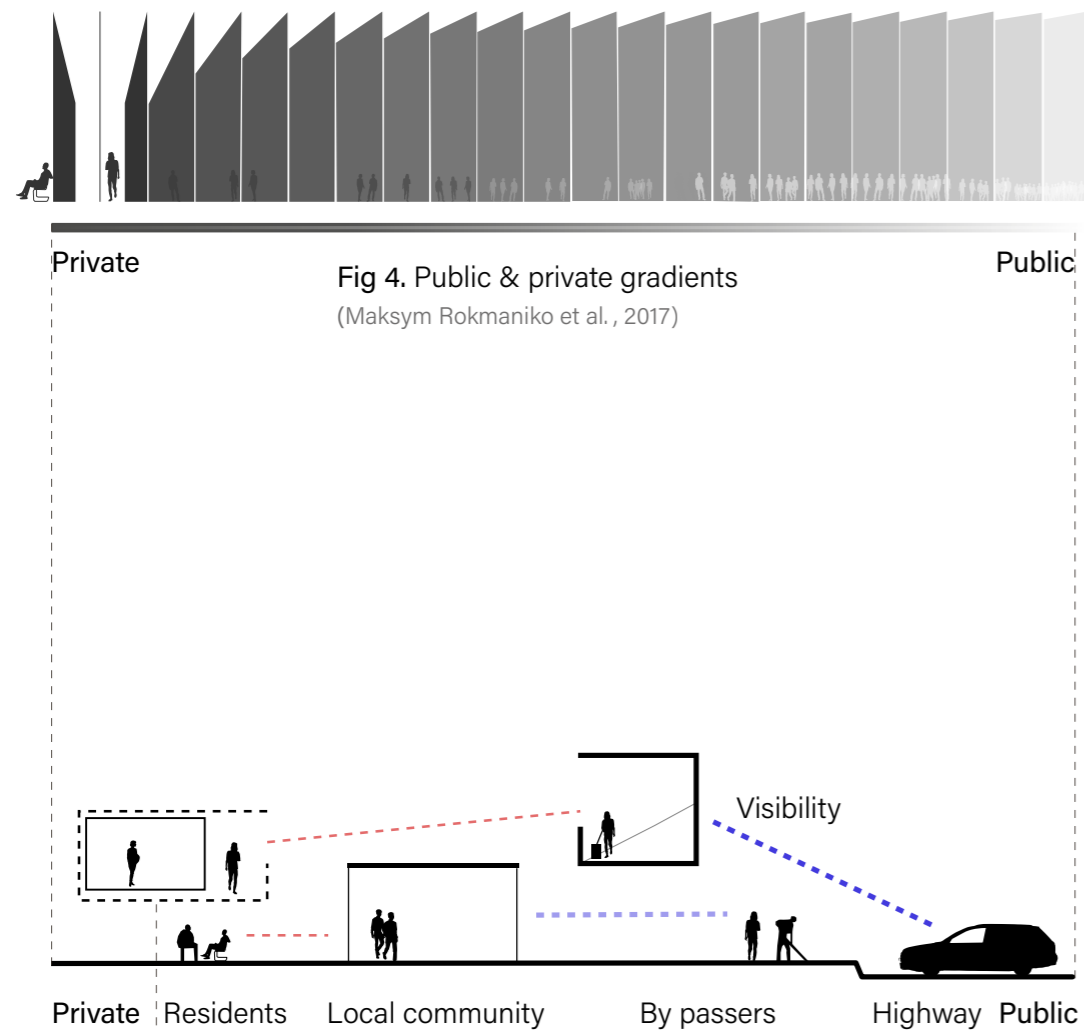 Private
Public
Fig 4. Public & private gradients
(Maksym Rokmaniko et al., 2017)
Visibility
Private
Residents
Local community
By passers
Highway
Public